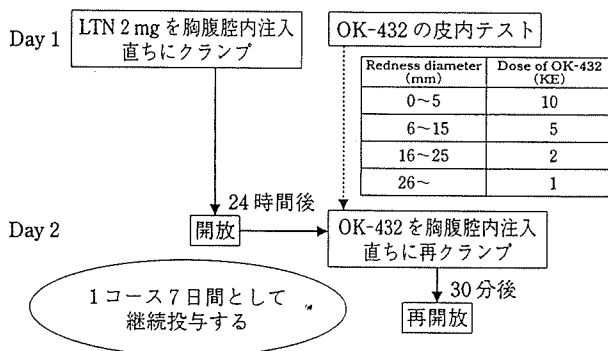 Day 1
LTN 2 mg を胸腹腔内注入
直ちにクランプ
OK-432 の皮内テスト
Redness diameter (mm)
Dose of OK-432 (KE)
0~5 10
6~15 5
16~25 2
26~ 1
24 時間後
Day 2
開放
OK-432 を胸腹腔内注入
直ちに再クランプ
1 コース 7 日間として
継続投与する
30 分後
再開放